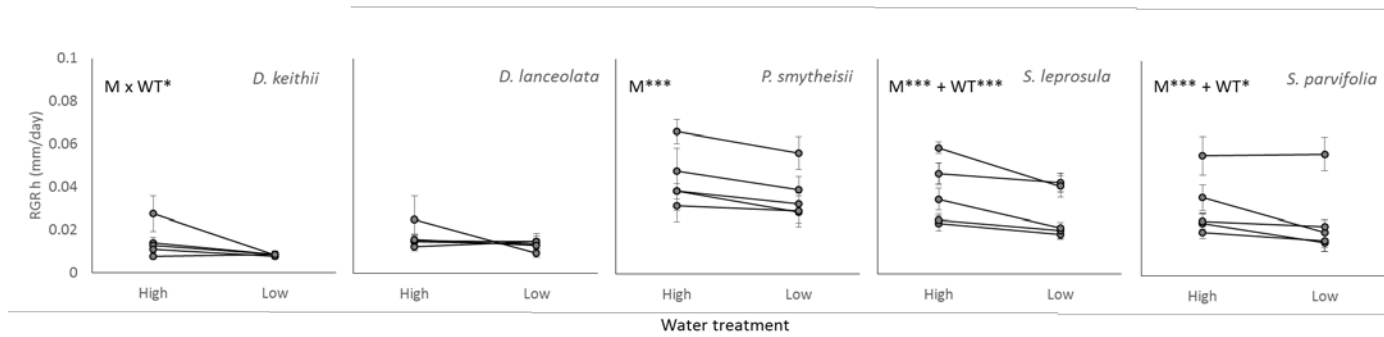 0.1
0.08
0.06
0.04
0.02
0
RGR h (mm/day)
M x WT*
D. keithii
High Low
D. lanceolata
High Low
M***
P. smytheisii
High Low
M*** + WT***
S. leprosula
High Low
M*** + WT*
S. parvifolia
High Low
Water treatment